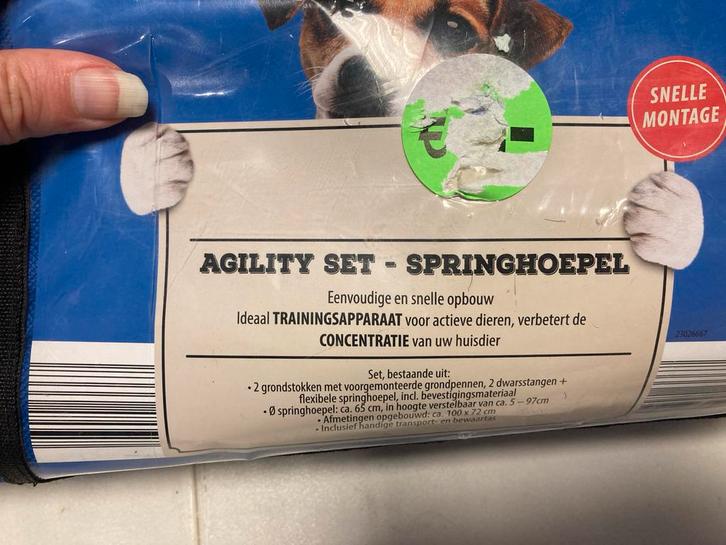 SNELLE
MONTAGE
€ -
AGILITY SET - SPRINGHOEPEL
Eenvoudige en snelle opbouw
Ideaal TRAININGSAPPARAAT voor actieve dieren, verbetert de
CONCENTRATIE van uw huisdier
23026667
Set, bestaande uit:
• 2 grondstokken met voorgemonteerde grondpennen, 2 dwarsstangen +
flexibele springhoepel, incl. bevestigingsmateriaal
• Ø springhoepel: ca. 65 cm, in hoogte verstelbaar van ca. 5 – 97cm
• Afmetingen opgebouwd: ca. 100 x 72 cm
• Inclusief handige transport- en bewaartas